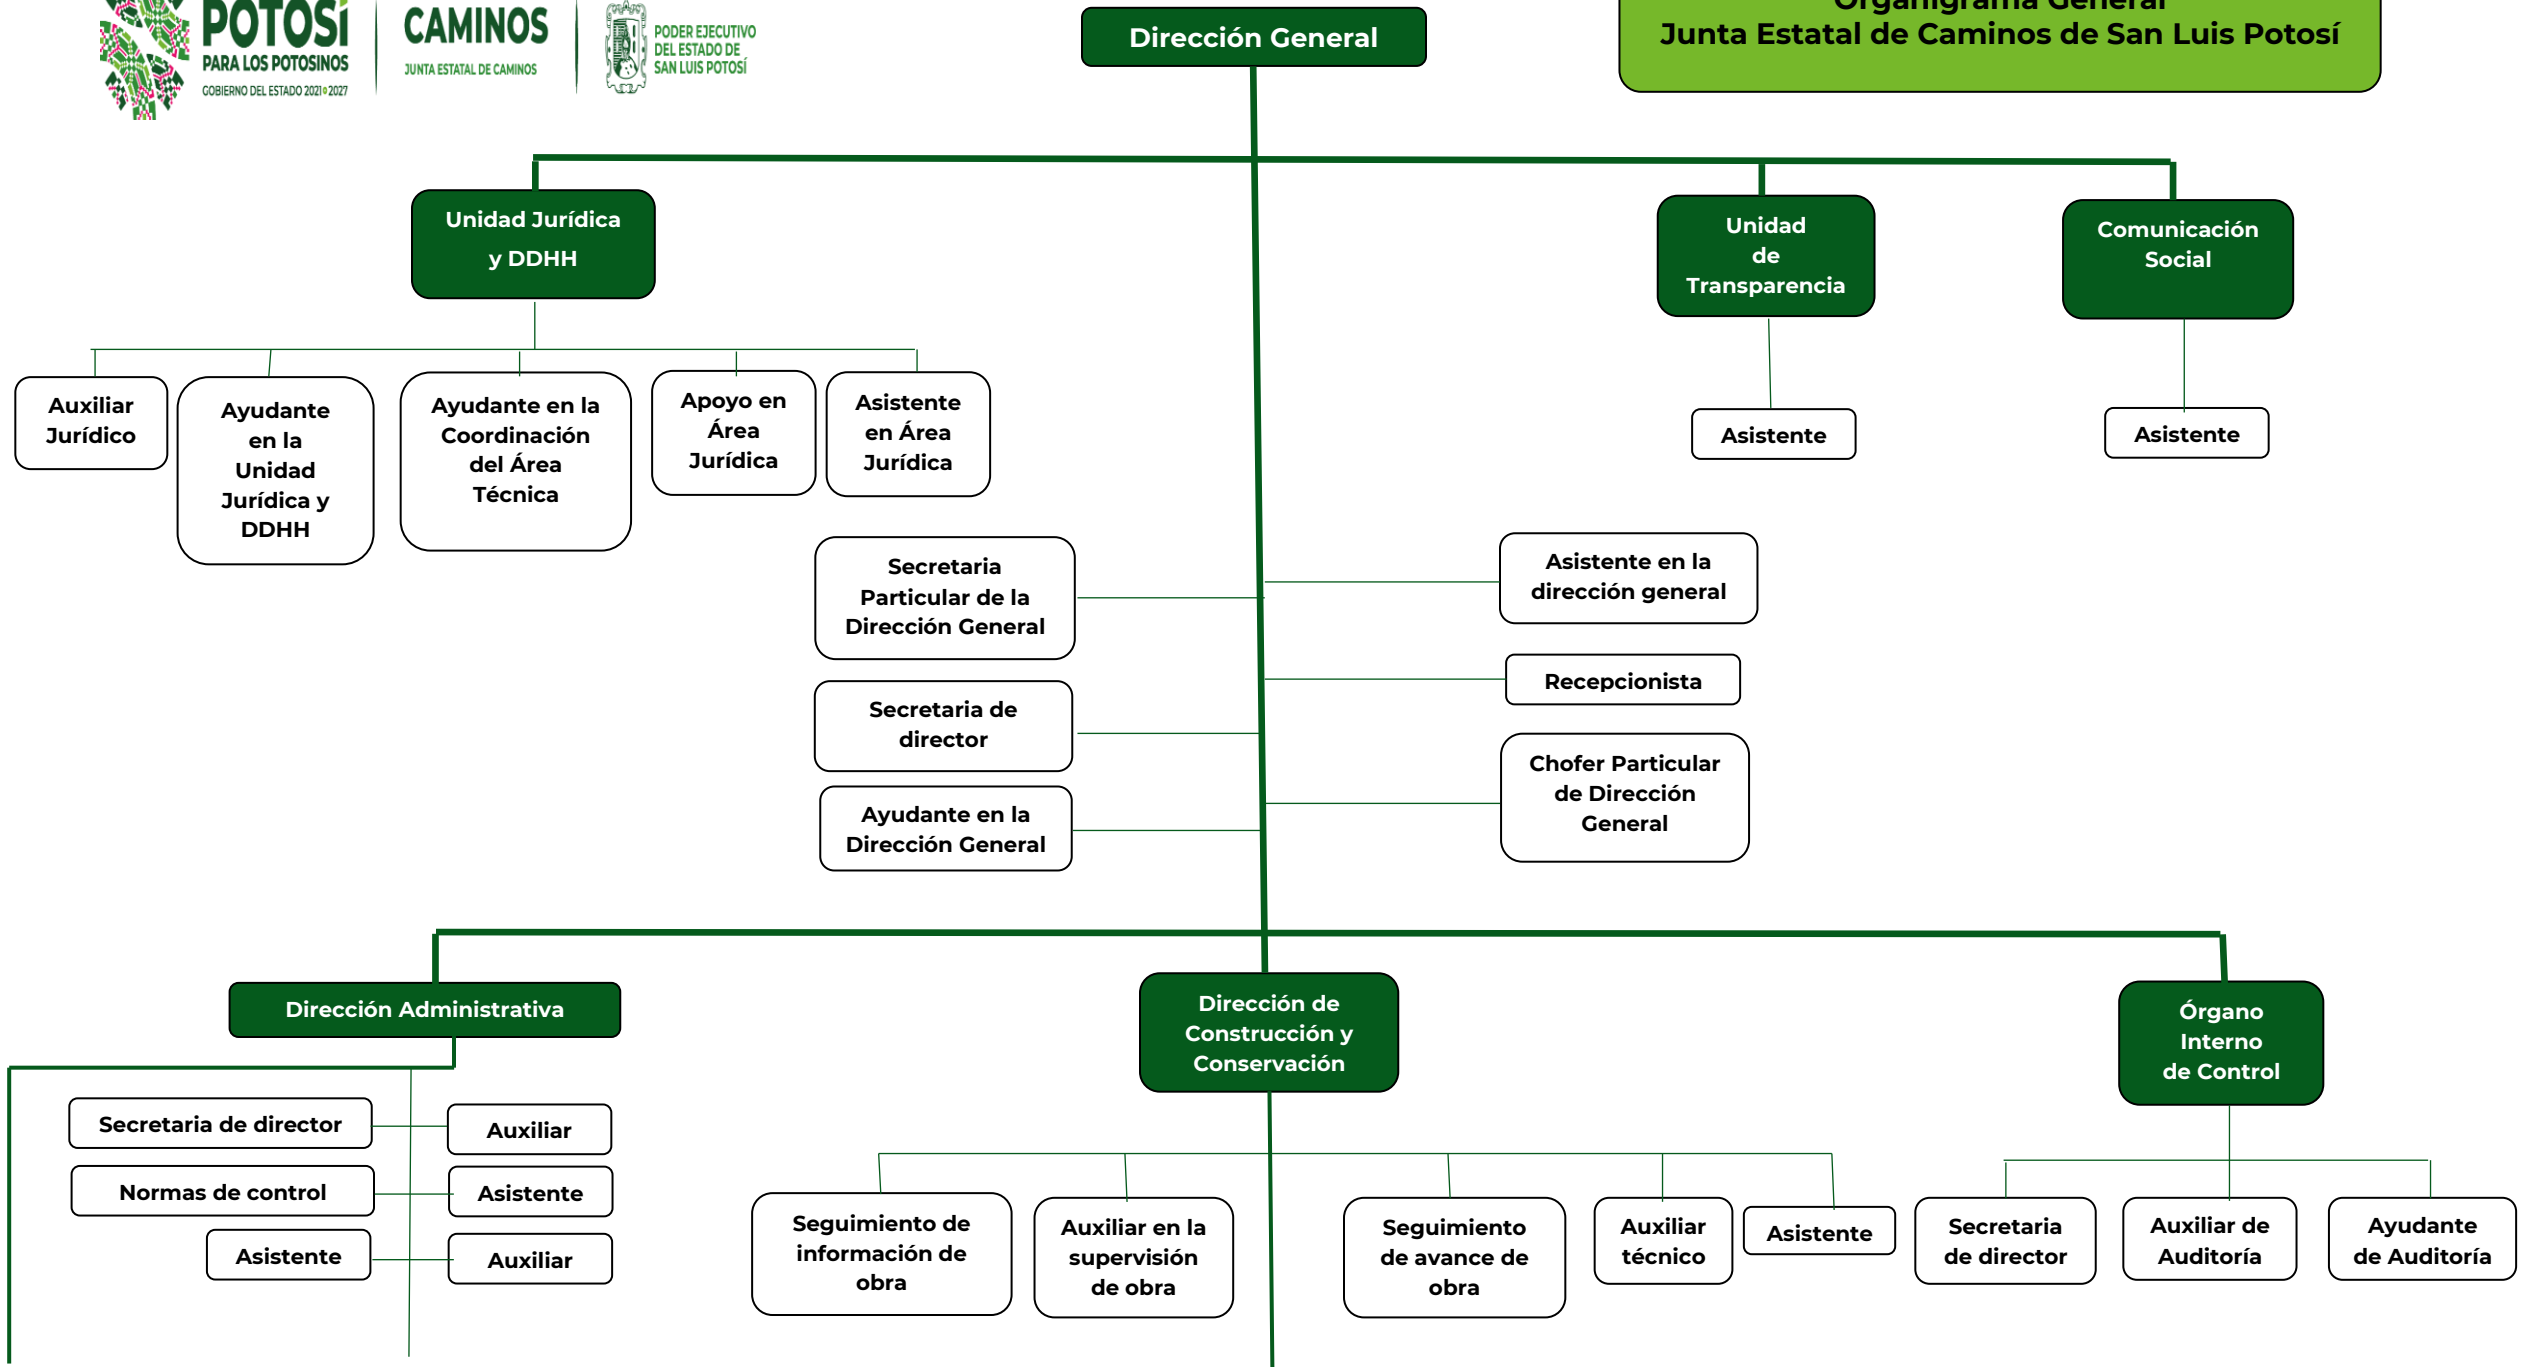 POTOSÍ
PARA LOS POTOSINOS
GOBIERNO DEL ESTADO 2021 2027
CAMINOS
JUNTA ESTATAL DE CAMINOS
PODER EJECUTIVO
DEL ESTADO DE
SAN LUIS POTOSÍ
Dirección General
Organigrama General
Junta Estatal de Caminos de San Luis Potosí
Unidad Jurídica
y DDHH
Unidad
de
Transparencia
Comunicación
Social
Auxiliar
Jurídico
Ayudante
en la
Unidad
Jurídica y
DDHH
Ayudante en la
Coordinación
del Área
Técnica
Apoyo en
Área
Jurídica
Asistente
en Área
Jurídica
Asistente
Asistente
Secretaria
Particular de la
Dirección General
Asistente en la
dirección general
Recepcionista
Secretaria de
director
Chofer Particular
de Dirección
General
Ayudante en la
Dirección General
Dirección Administrativa
Dirección de
Construcción y
Conservación
Órgano
Interno
de Control
Secretaria de director
Auxiliar
Normas de control
Asistente
Asistente
Auxiliar
Seguimiento de
información de
obra
Auxiliar en la
supervisión
de obra
Seguimiento
de avance de
obra
Auxiliar
técnico
Asistente
Secretaria
de director
Auxiliar de
Auditoría
Ayudante
de Auditoría